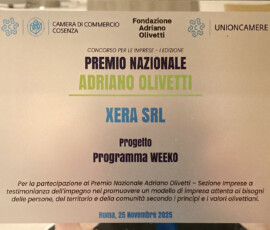 CAMERA DI COMMERCIO
COSENZA
Fondazione
Adriano
Olivetti
UNIONCAMERE
CONCORSO PER LE IMPRESE - I EDIZIONE
PREMIO NAZIONALE
ADRIANO OLIVETTI
XERA SRL
Progetto
Programma WEEKO
Per la partecipazione al Premio Nazionale Adriano Olivetti – Sezione Imprese a
testimonianza dell'impegno nel promuovere un modello di impresa attenta ai bisogni
delle persone, del territorio e della comunità secondo i principi e i valori olivettiani.
Roma, 25 Novembre 2025